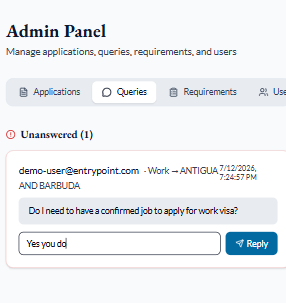 Admin Panel
Manage applications, queries, requirements, and users
Applications Queries Requirements Use
Unanswered (1)
demo-user@entrypoint.com · Work → ANTIGUA 7/12/2026,
AND BARBUDA 7:24:57 PM
Do I need to have a confirmed job to apply for work visa?
Yes you do
Reply